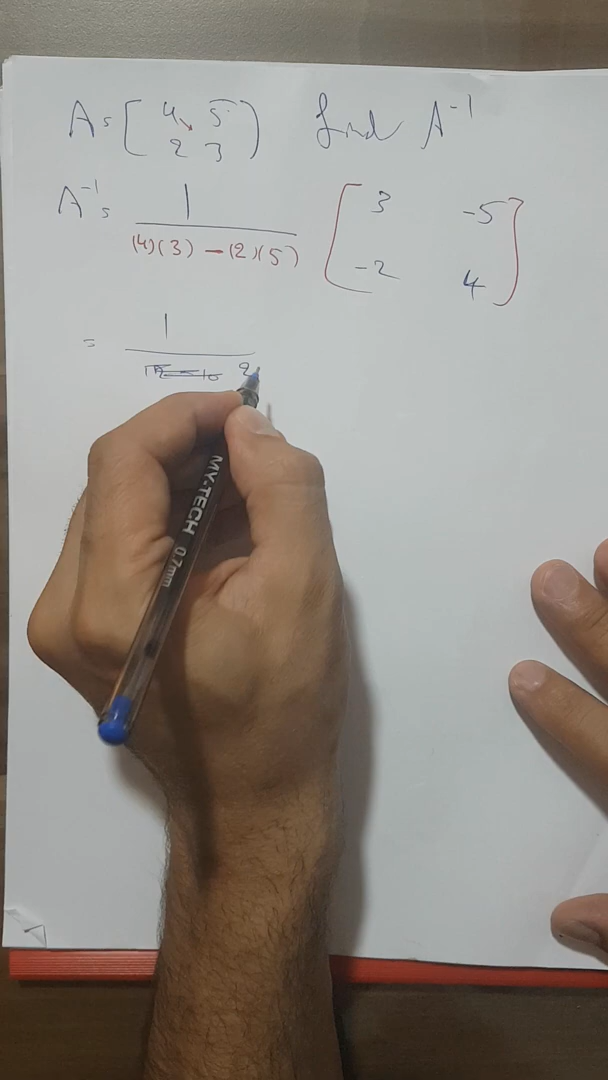 A = [ 4 5 find A⁻¹
2 3 ]
A⁻¹ = 1 / (4)(3) - (2)(5) [ 3 -5
-2 4 ]
= 1 / 12 - 10 2
MY-TECH 0.7mm